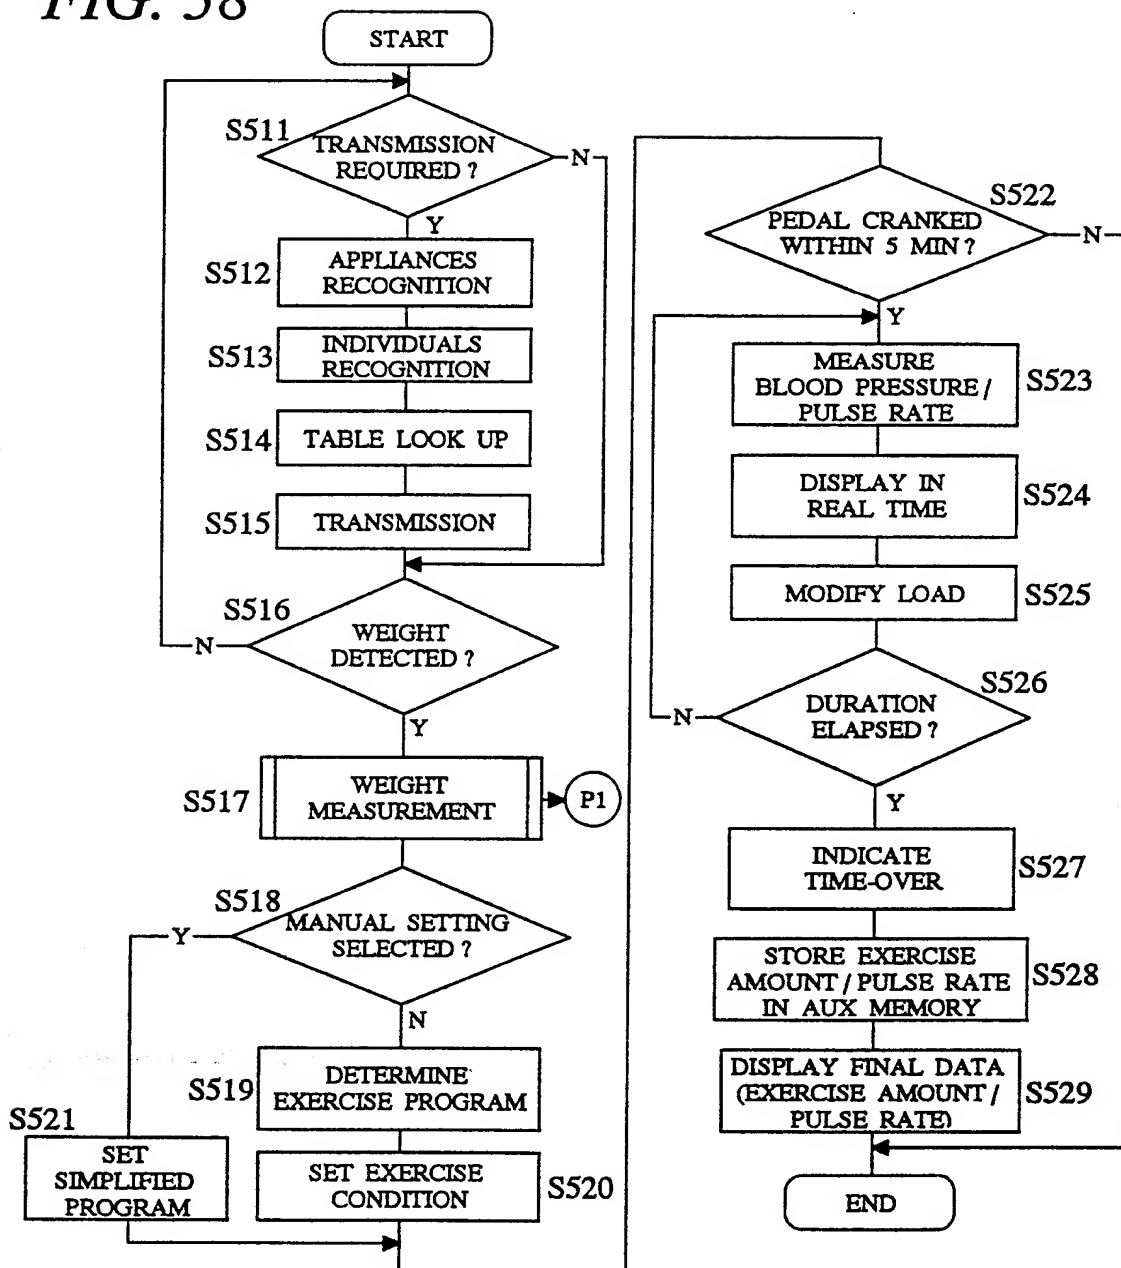 FIG. 58
START
S511
TRANSMISSION
REQUIRED ?
N
Y
S512
APPLIANCES
RECOGNITION
S513
INDIVIDUALS
RECOGNITION
S514
TABLE LOOK UP
S515
TRANSMISSION
S516
WEIGHT
DETECTED ?
N
Y
S517
WEIGHT
MEASUREMENT
P1
S518
MANUAL SETTING
SELECTED ?
Y
N
S519
DETERMINE
EXERCISE PROGRAM
S521
SET
SIMPLIFIED
PROGRAM
SET EXERCISE
CONDITION
S520
S522
PEDAL CRANKED
WITHIN 5 MIN ?
N
Y
MEASURE
BLOOD PRESSURE /
PULSE RATE
S523
DISPLAY IN
REAL TIME
S524
MODIFY LOAD
S525
S526
DURATION
ELAPSED ?
N
Y
INDICATE
TIME-OVER
S527
STORE EXERCISE
AMOUNT / PULSE RATE
IN AUX MEMORY
S528
DISPLAY FINAL DATA
(EXERCISE AMOUNT /
PULSE RATE)
S529
END